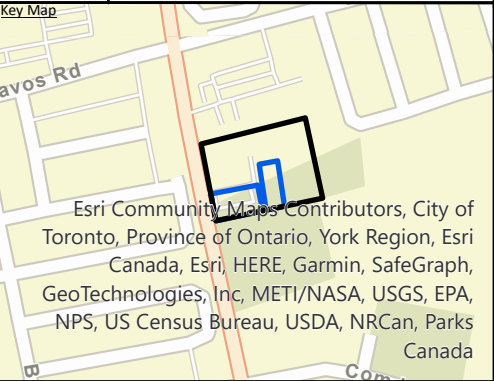 Key Map
avos Rd
Esri Community Maps Contributors, City of
Toronto, Province of Ontario, York Region, Esri
Canada, Esri, HERE, Garmin, SafeGraph,
GeoTechnologies, Inc, METI/NASA, USGS, EPA,
NPS, US Census Bureau, USDA, NRCan, Parks
Canada
B
Com